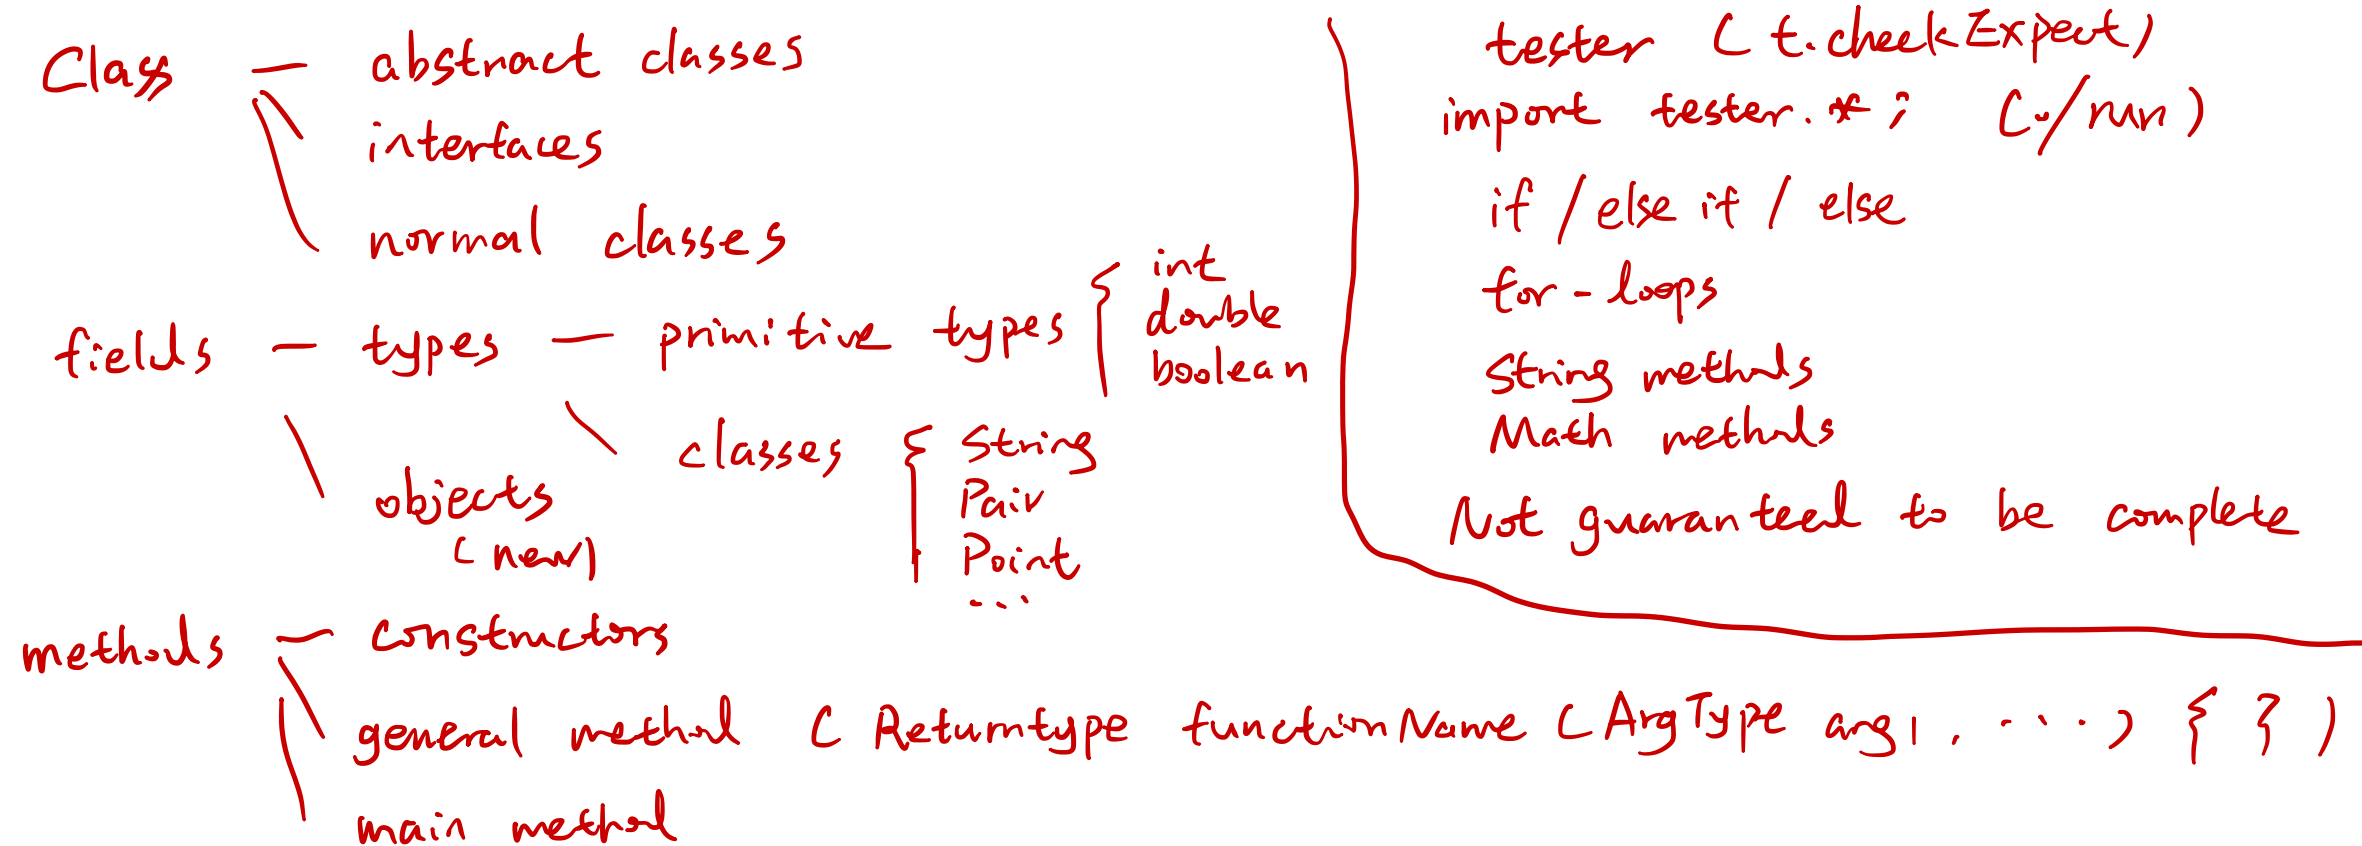 Class — abstract classes
interfaces
normal classes
fields — types — primitive types { int
double
boolean
classes { String
Pair
Point
...
objects
(new)
methods — constructors
general method ( Returntype functionName (ArgType arg1, ...) { } )
main method
tester (t.checkExpect)
import tester.*; (./run)
if / else if / else
for-loops
String methods
Math methods
Not guaranteed to be complete